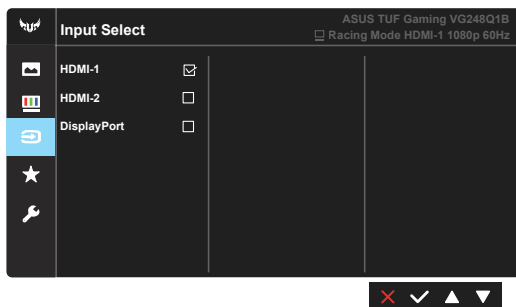 Input Select
ASUS TUF Gaming VG248Q1B
Racing Mode HDMI-1 1080p 60Hz
HDMI-1
HDMI-2
DisplayPort